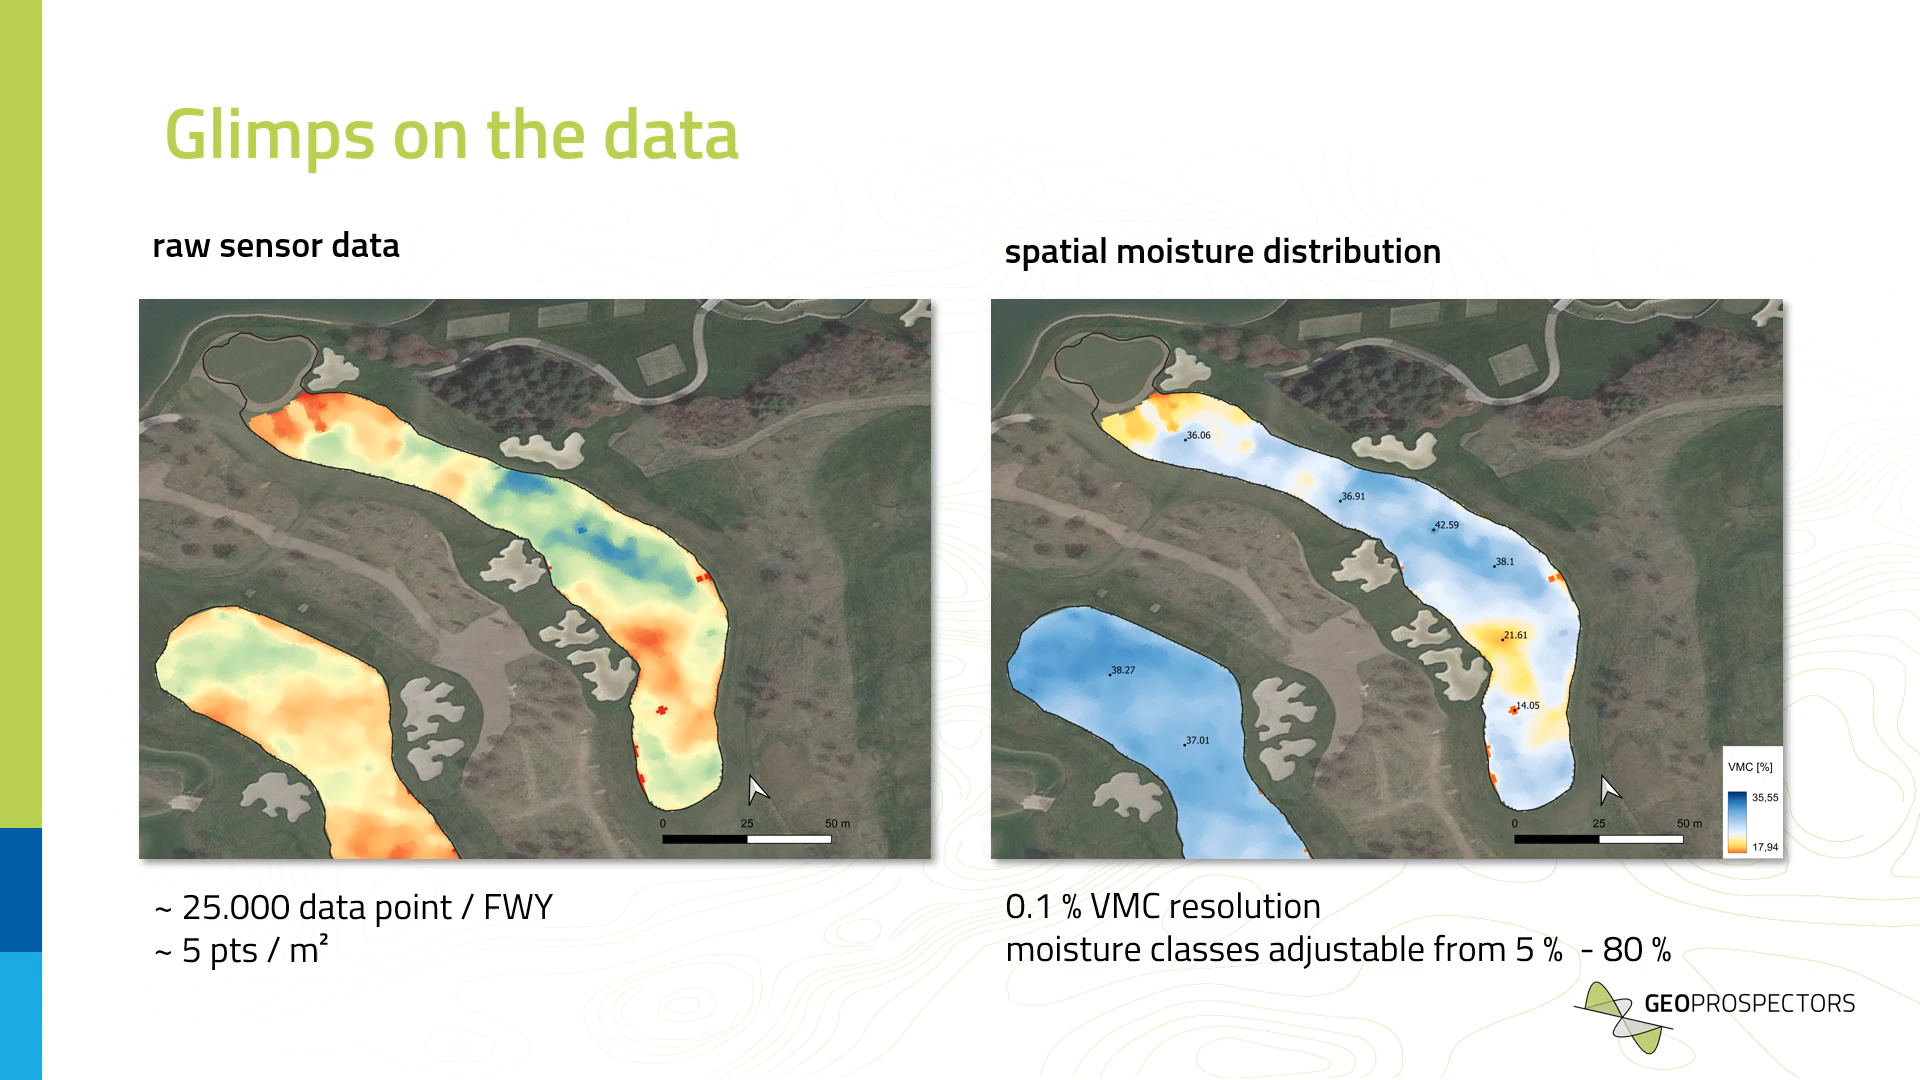 Glimps on the data
raw sensor data
spatial moisture distribution
0 25 50 m
36.06
36.91
42.59
38.1
21.61
38.27
14.05
37.01
VMC [%]
35,55
17,94
0 25 50 m
~ 25.000 data point / FWY
~ 5 pts / m²
0.1 % VMC resolution
moisture classes adjustable from 5 % - 80 %
GEOPROSPECTORS